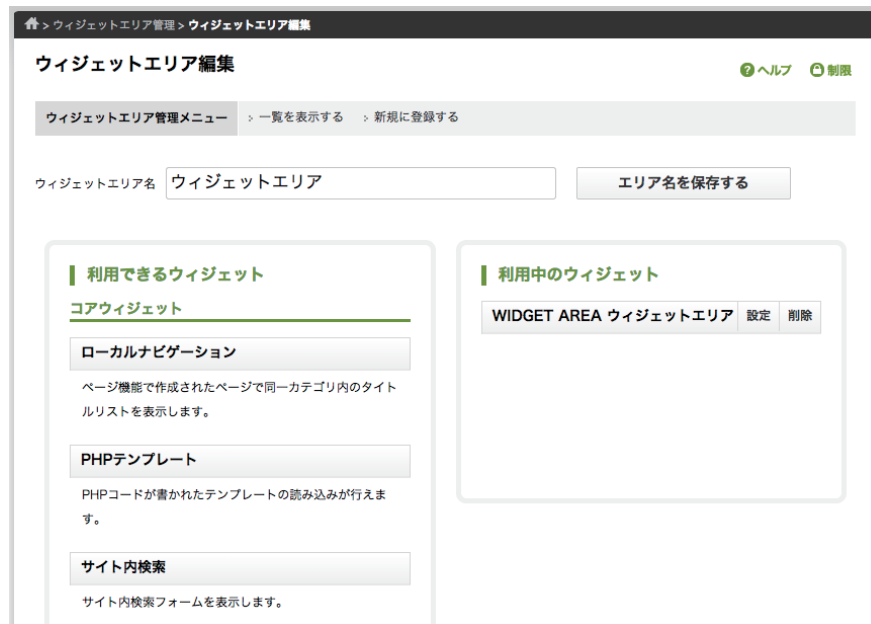 > ウィジェットエリア管理 > ウィジェットエリア編集
ウィジェットエリア編集
ヘルプ 制限
ウィジェットエリア管理メニュー › 一覧を表示する › 新規に登録する
ウィジェットエリア名 ウィジェットエリア エリア名を保存する
利用できるウィジェット
コアウィジェット
ローカルナビゲーション
ページ機能で作成されたページで同一カテゴリ内のタイト
ルリストを表示します。
PHPテンプレート
PHPコードが書かれたテンプレートの読み込みが行えま
す。
サイト内検索
サイト内検索フォームを表示します。
利用中のウィジェット
WIDGET AREA ウィジェットエリア 設定 削除